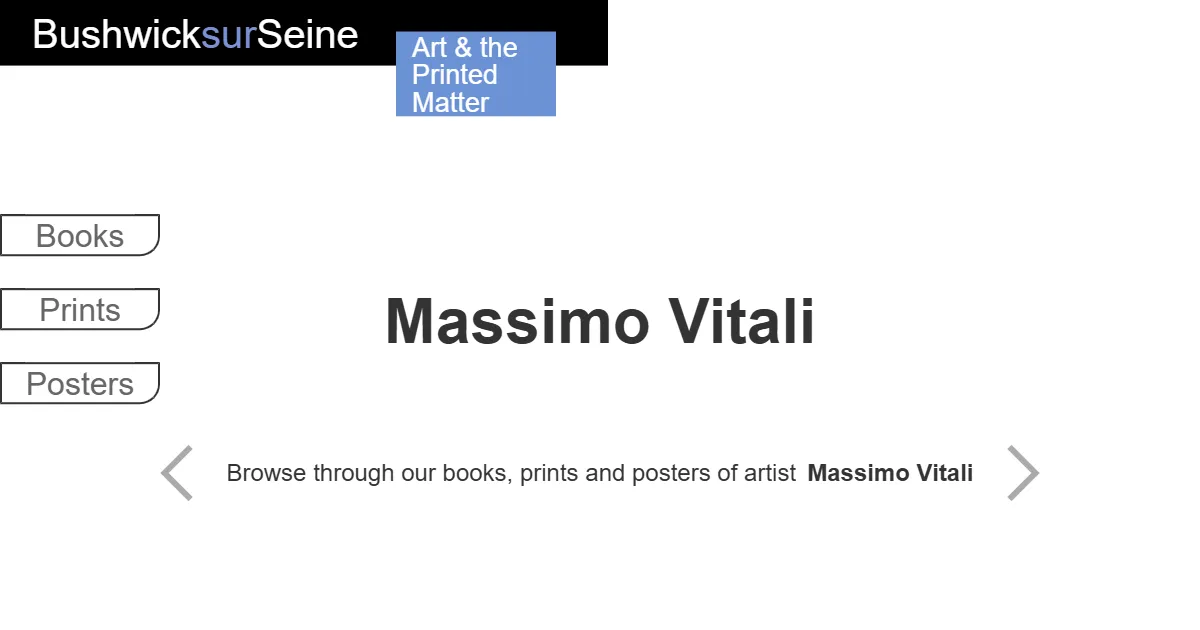 BushwicksurSeine
Art & the
Printed
Matter
Books
Prints
Posters
Massimo Vitali
Browse through our books, prints and posters of artist Massimo Vitali